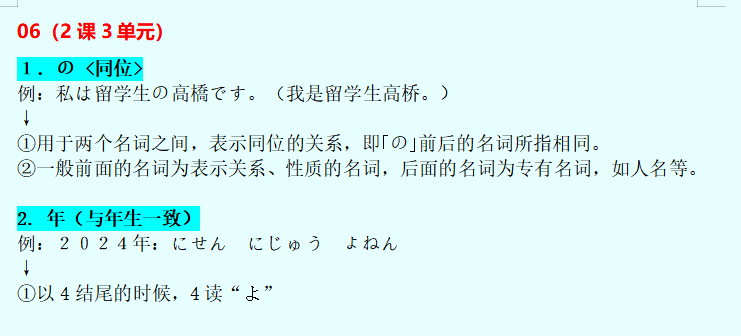 06（2课3单元)
１．の <同位>
例：私は留学生の高橋です。（我是留学生高桥。）
↓
①用于两个名词之间，表示同位的关系，即｢の｣前后的名词所指相同。
②一般前面的名词为表示关系、性质的名词，后面的名词为专有名词，如人名等。
2. 年（与年生一致）
例：２０２４年：にせん　にじゅう　よねん
↓
①以 4 结尾的时候，4 读“よ”